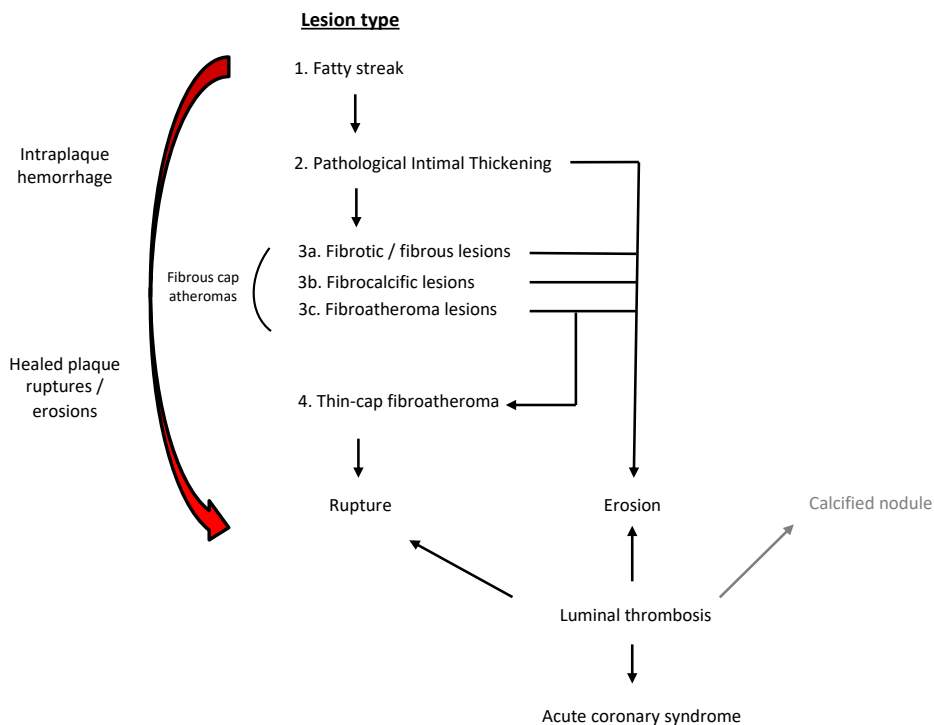 Lesion type
1. Fatty streak
Intraplaque
hemorrhage
2. Pathological Intimal Thickening
Fibrous cap
atheromas
3a. Fibrotic / fibrous lesions
3b. Fibrocalcific lesions
3c. Fibroatheroma lesions
Healed plaque
ruptures /
erosions
4. Thin-cap fibroatheroma
Rupture
Erosion
Calcified nodule
Luminal thrombosis
Acute coronary syndrome